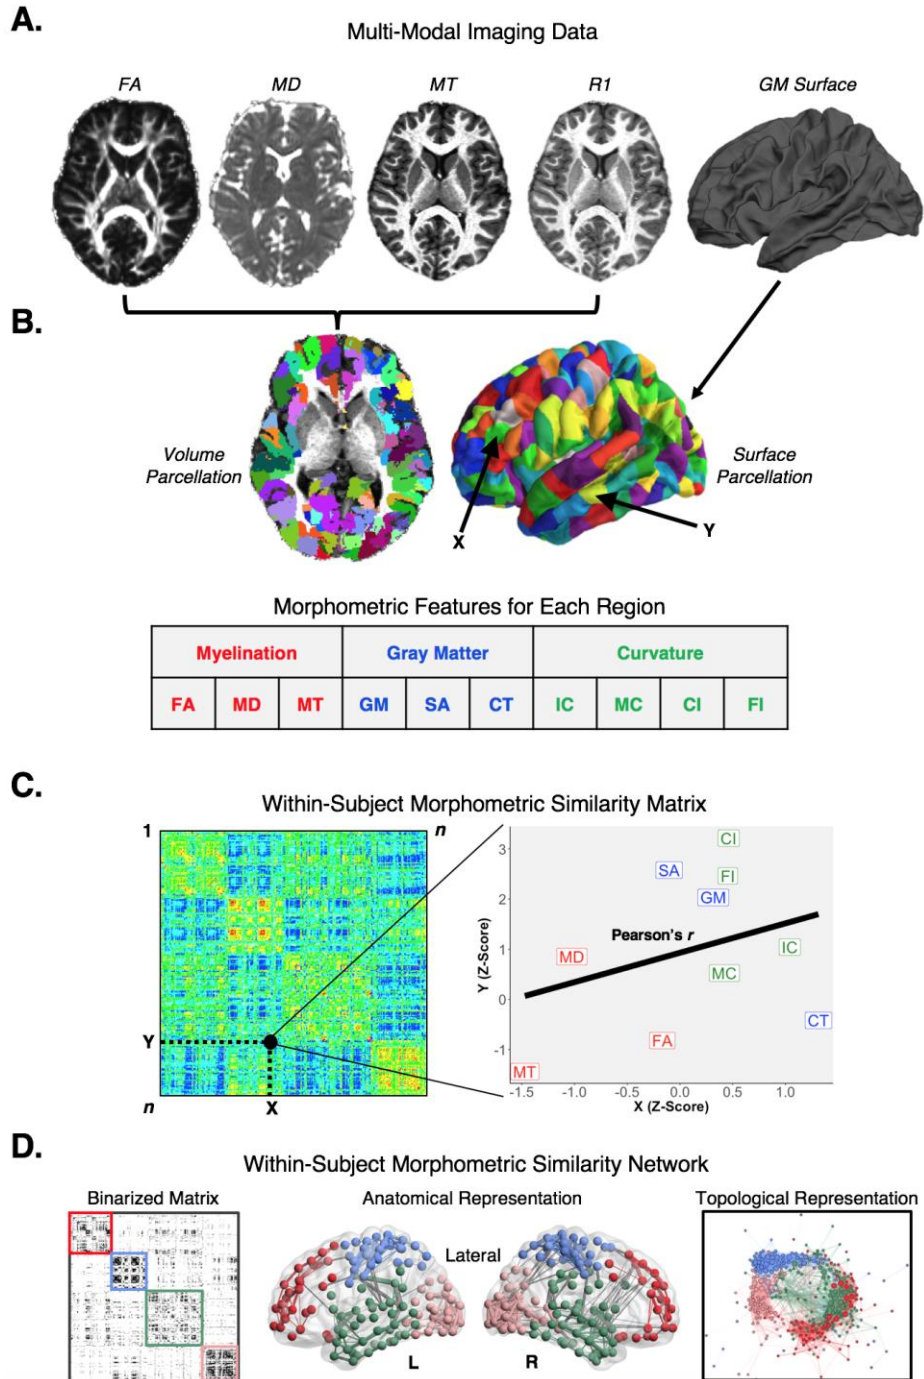 A.
Multi-Modal Imaging Data
FA MD MT R1 GM Surface
B.
Volume
Parcellation
Surface
Parcellation
X
Y
Morphometric Features for Each Region
Myelination Gray Matter Curvature
FA MD MT GM SA CT IC MC CI FI
C.
Within-Subject Morphometric Similarity Matrix
1
n
Y
n
X
Y (Z-Score)
3
2
1
0
-1
CI
SA
FI
GM
Pearson's r
MD
IC
MC
CT
FA
MT
-1.5 -1.0 -0.5 0.0 0.5 1.0
X (Z-Score)
D.
Within-Subject Morphometric Similarity Network
Binarized Matrix
Anatomical Representation
Topological Representation
Lateral
L
R